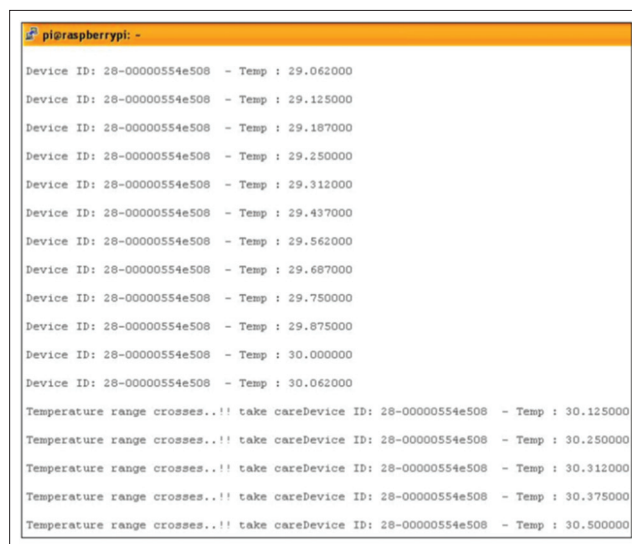 pi@raspberrypi: ~
Device ID: 28-00000554e508 - Temp : 29.062000
Device ID: 28-00000554e508 - Temp : 29.125000
Device ID: 28-00000554e508 - Temp : 29.187000
Device ID: 28-00000554e508 - Temp : 29.250000
Device ID: 28-00000554e508 - Temp : 29.312000
Device ID: 28-00000554e508 - Temp : 29.437000
Device ID: 28-00000554e508 - Temp : 29.562000
Device ID: 28-00000554e508 - Temp : 29.687000
Device ID: 28-00000554e508 - Temp : 29.750000
Device ID: 28-00000554e508 - Temp : 29.875000
Device ID: 28-00000554e508 - Temp : 30.000000
Device ID: 28-00000554e508 - Temp : 30.062000
Temperature range crosses..!! take careDevice ID: 28-00000554e508 - Temp : 30.125000
Temperature range crosses..!! take careDevice ID: 28-00000554e508 - Temp : 30.250000
Temperature range crosses..!! take careDevice ID: 28-00000554e508 - Temp : 30.312000
Temperature range crosses..!! take careDevice ID: 28-00000554e508 - Temp : 30.375000
Temperature range crosses..!! take careDevice ID: 28-00000554e508 - Temp : 30.500000